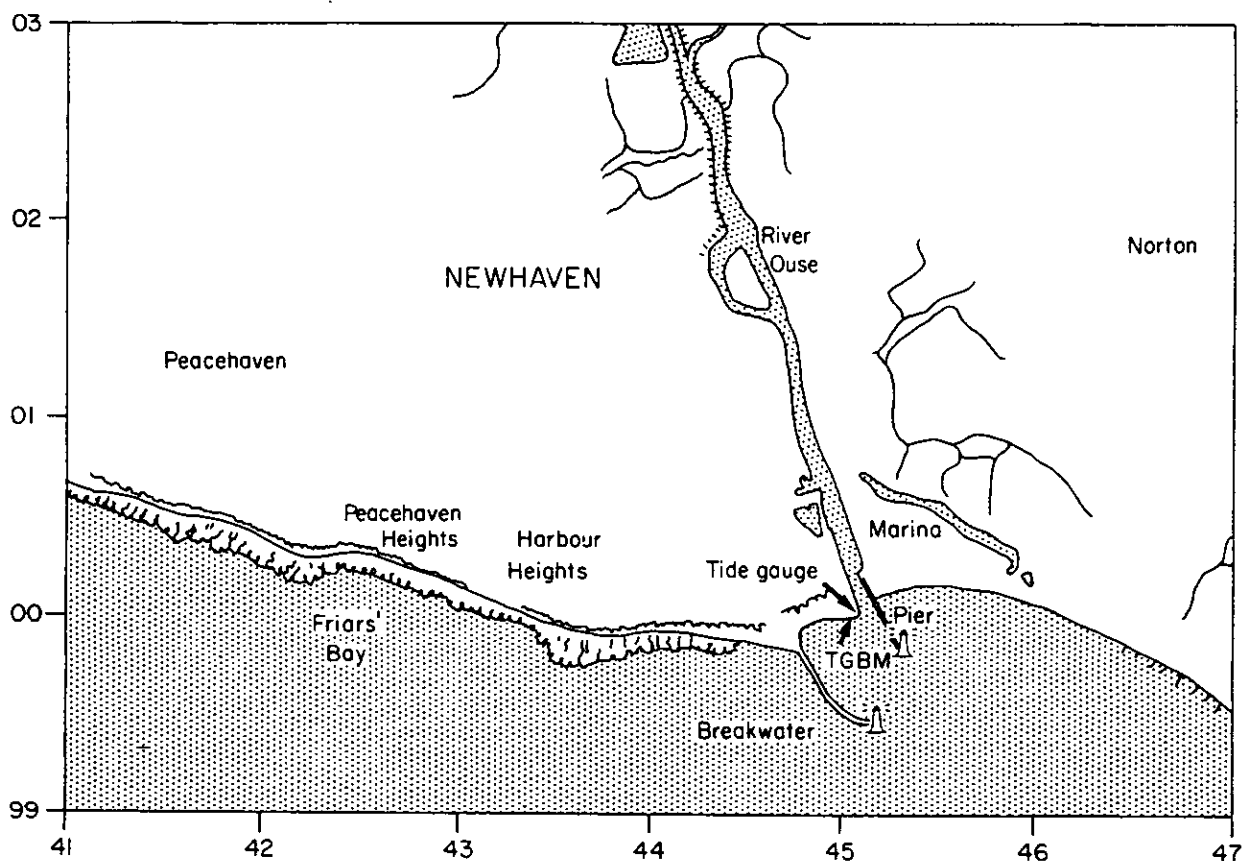 03
02
01
00
99
River
Ouse
Norton
NEWHAVEN
Peacehaven
Peacehaven
Heights
Harbour
Heights
Marina
Tide gauge
Pier
Friars'
Bay
TGBM
Breakwater
41
42
43
44
45
46
47